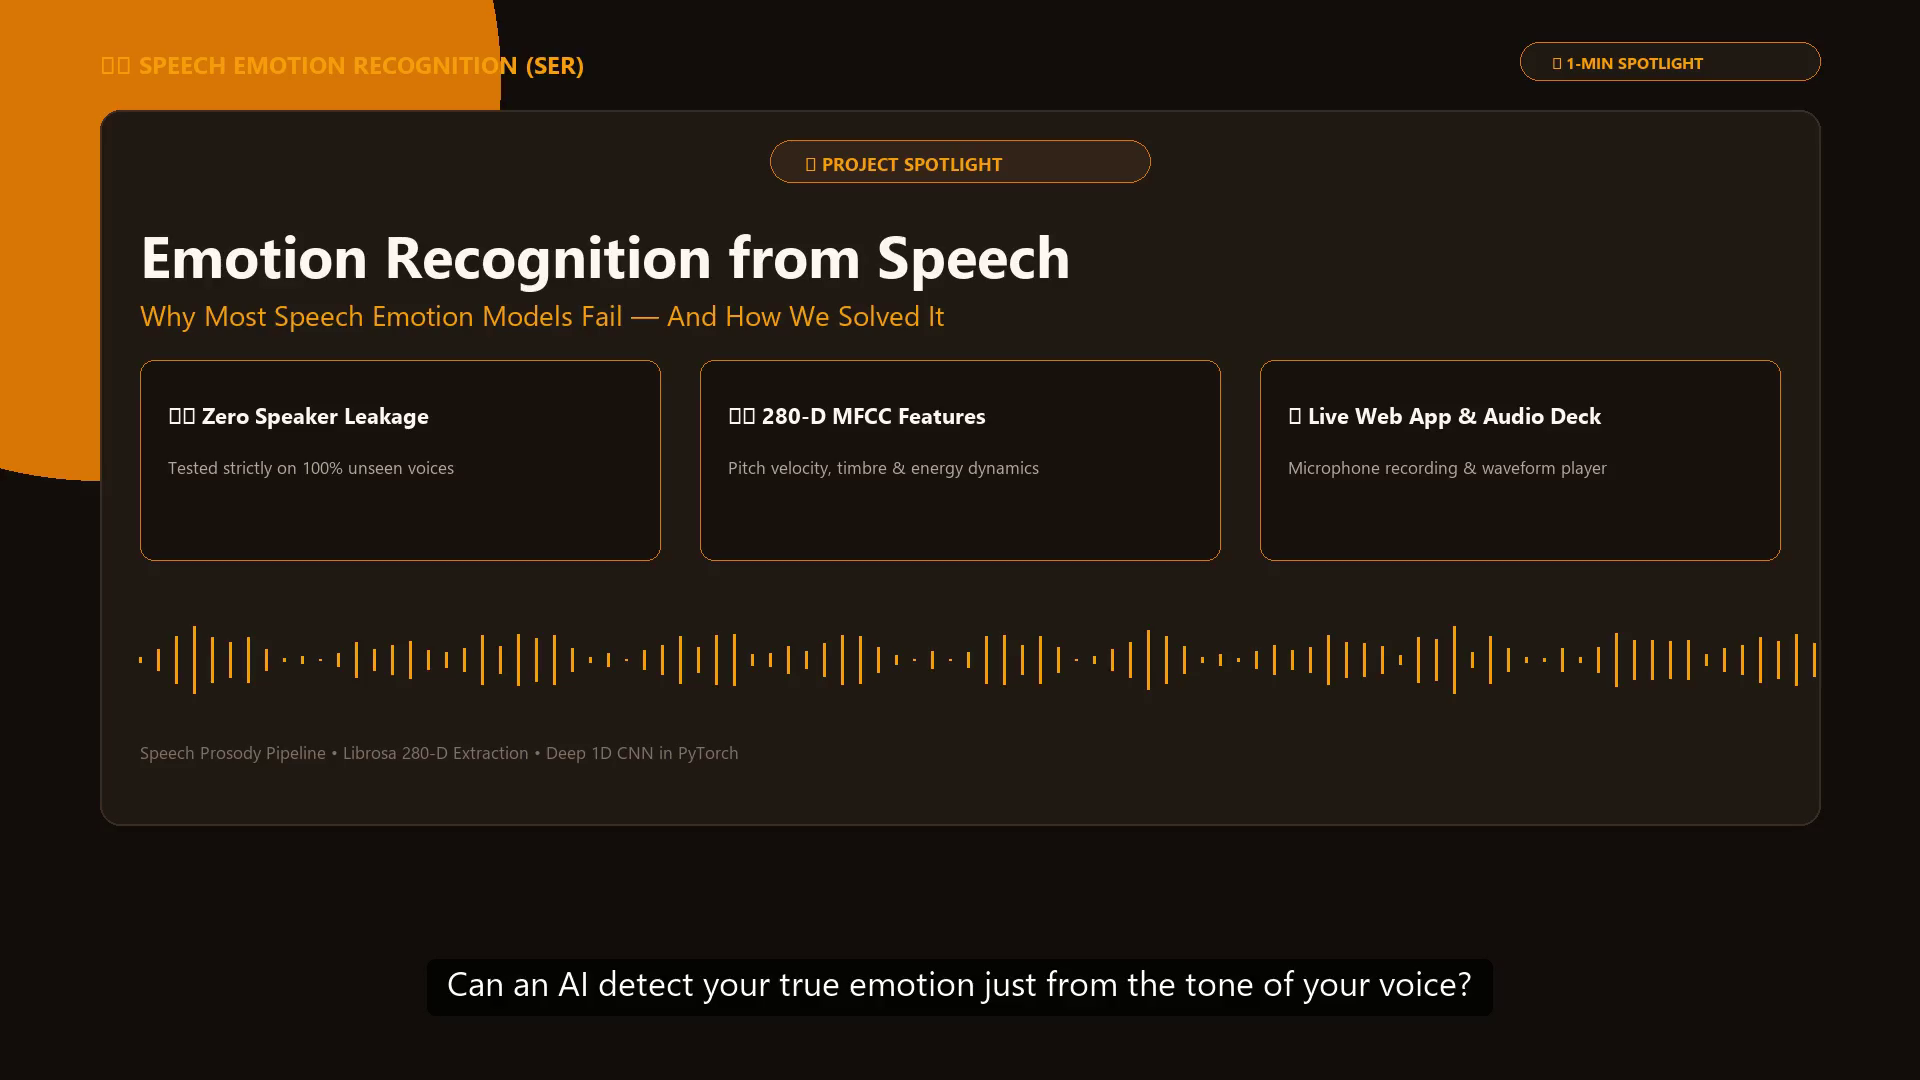 SPEECH EMOTION RECOGNITION (SER)
1-MIN SPOTLIGHT
PROJECT SPOTLIGHT
Emotion Recognition from Speech
Why Most Speech Emotion Models Fail — And How We Solved It
Zero Speaker Leakage
Tested strictly on 100% unseen voices
280-D MFCC Features
Pitch velocity, timbre & energy dynamics
Live Web App & Audio Deck
Microphone recording & waveform player
Speech Prosody Pipeline • Librosa 280-D Extraction • Deep 1D CNN in PyTorch
Can an AI detect your true emotion just from the tone of your voice?